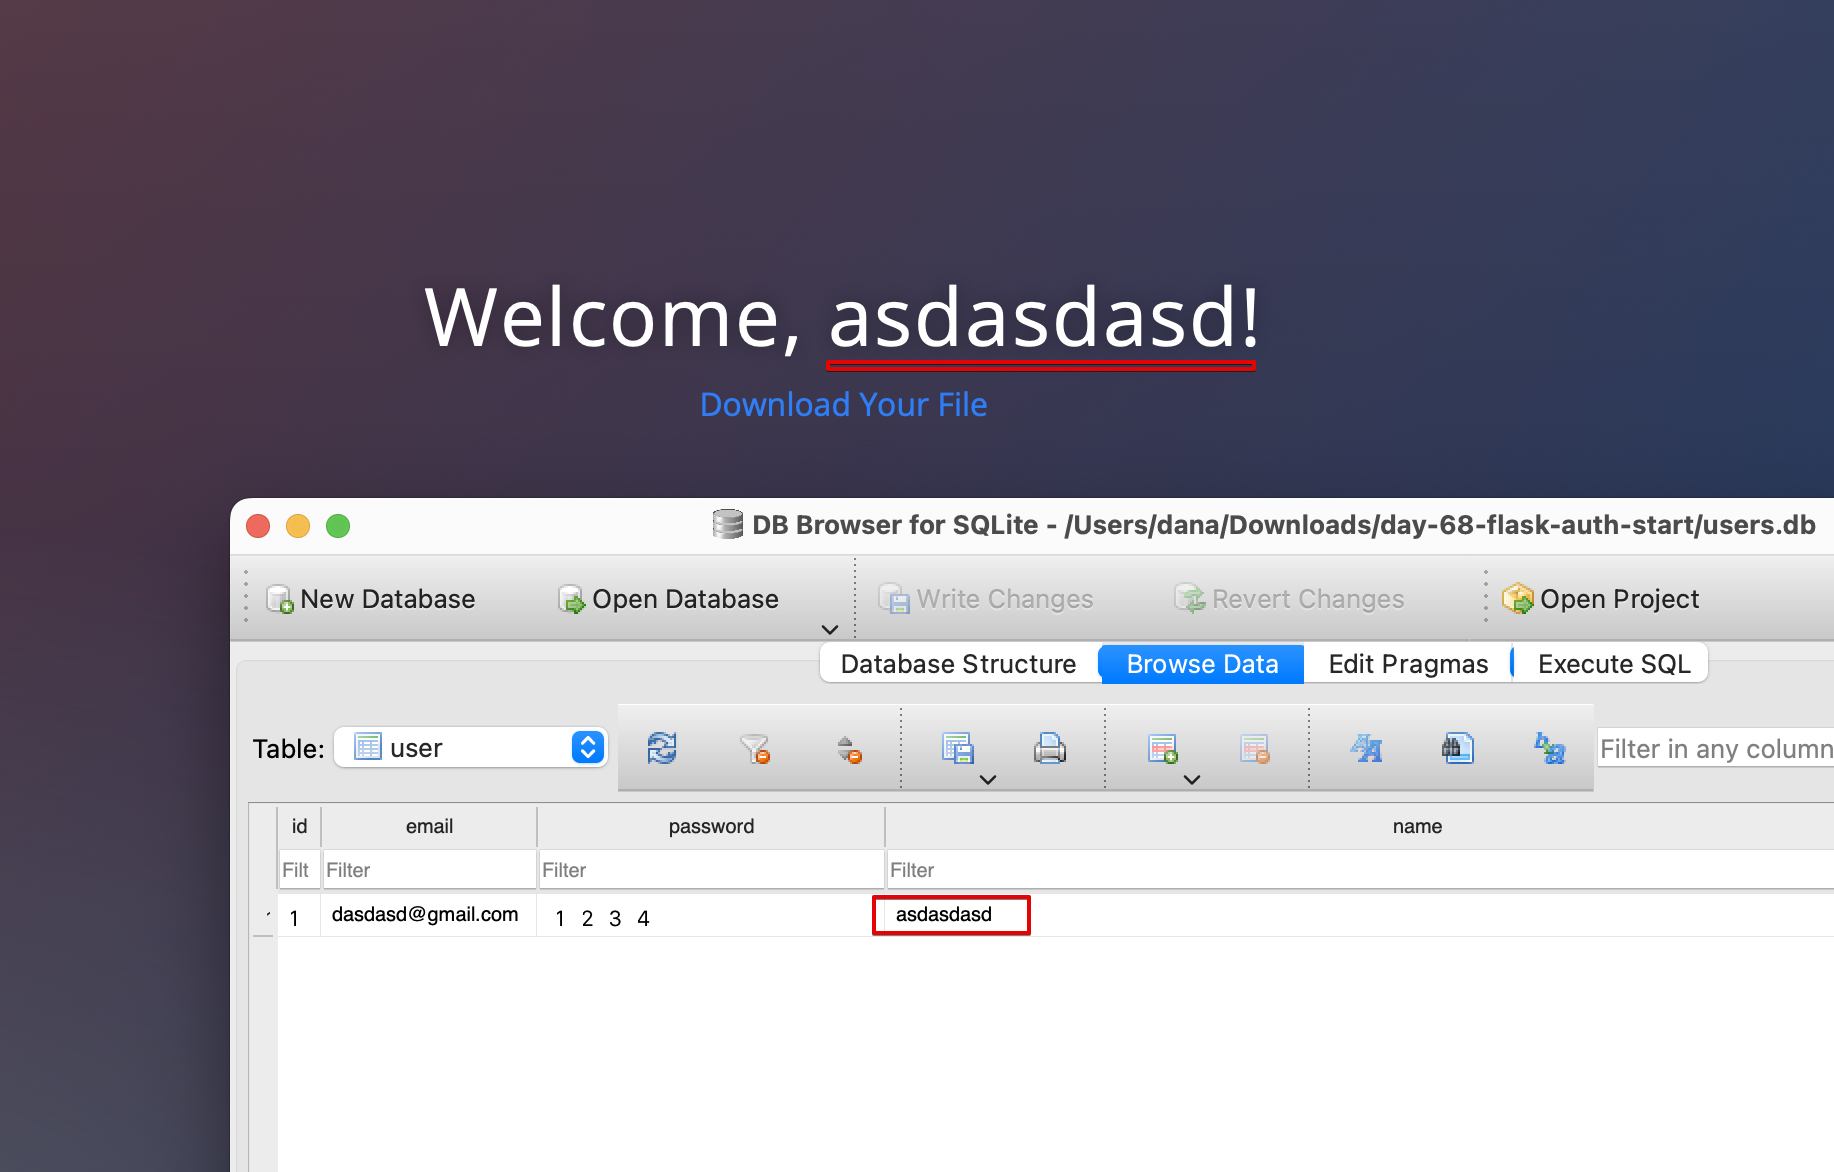 Welcome, asdasdasd!
Download Your File
DB Browser for SQLite - /Users/dana/Downloads/day-68-flask-auth-start/users.db
New Database Open Database Write Changes Revert Changes Open Project
Database Structure Browse Data Edit Pragmas Execute SQL
Table: user Filter in any column
id email password name
Filt Filter Filter Filter
1 dasdasd@gmail.com 1 2 3 4 asdasdasd